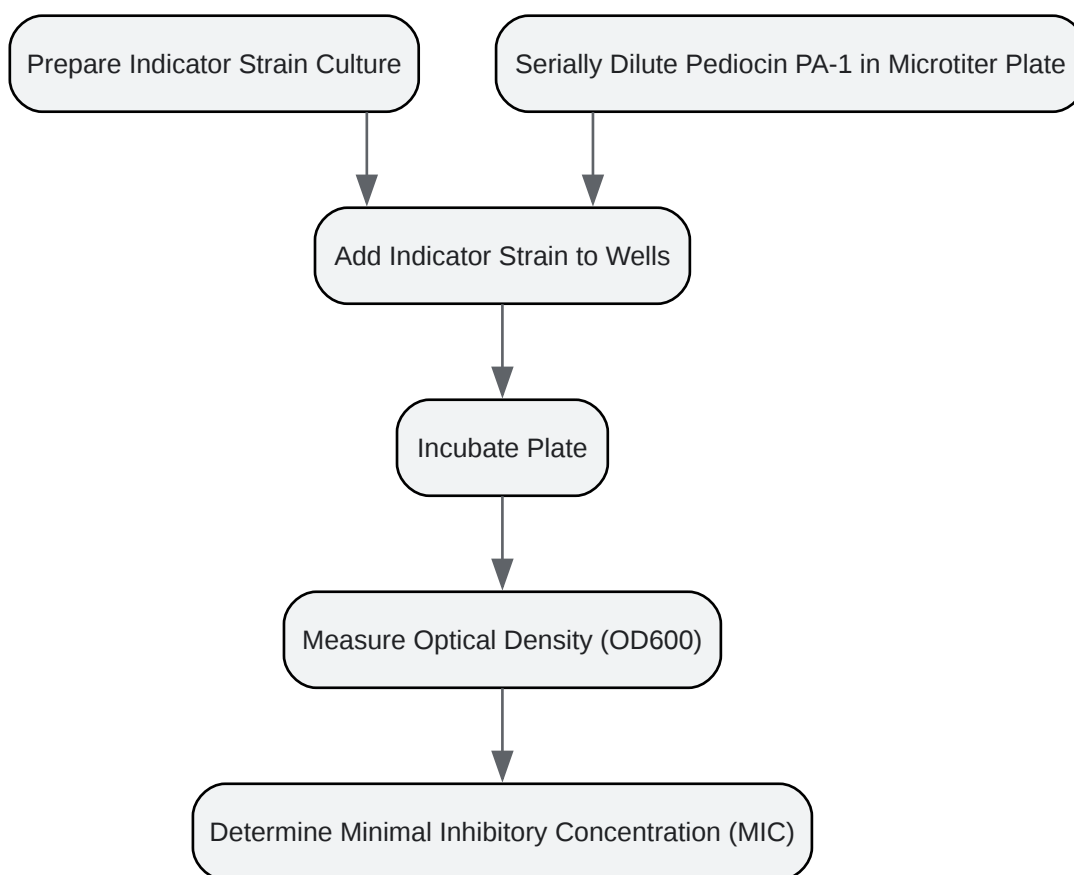 Prepare Indicator Strain Culture
Serially Dilute Pediocin PA-1 in Microtiter Plate
Add Indicator Strain to Wells
Incubate Plate
Measure Optical Density (OD600)
Determine Minimal Inhibitory Concentration (MIC)